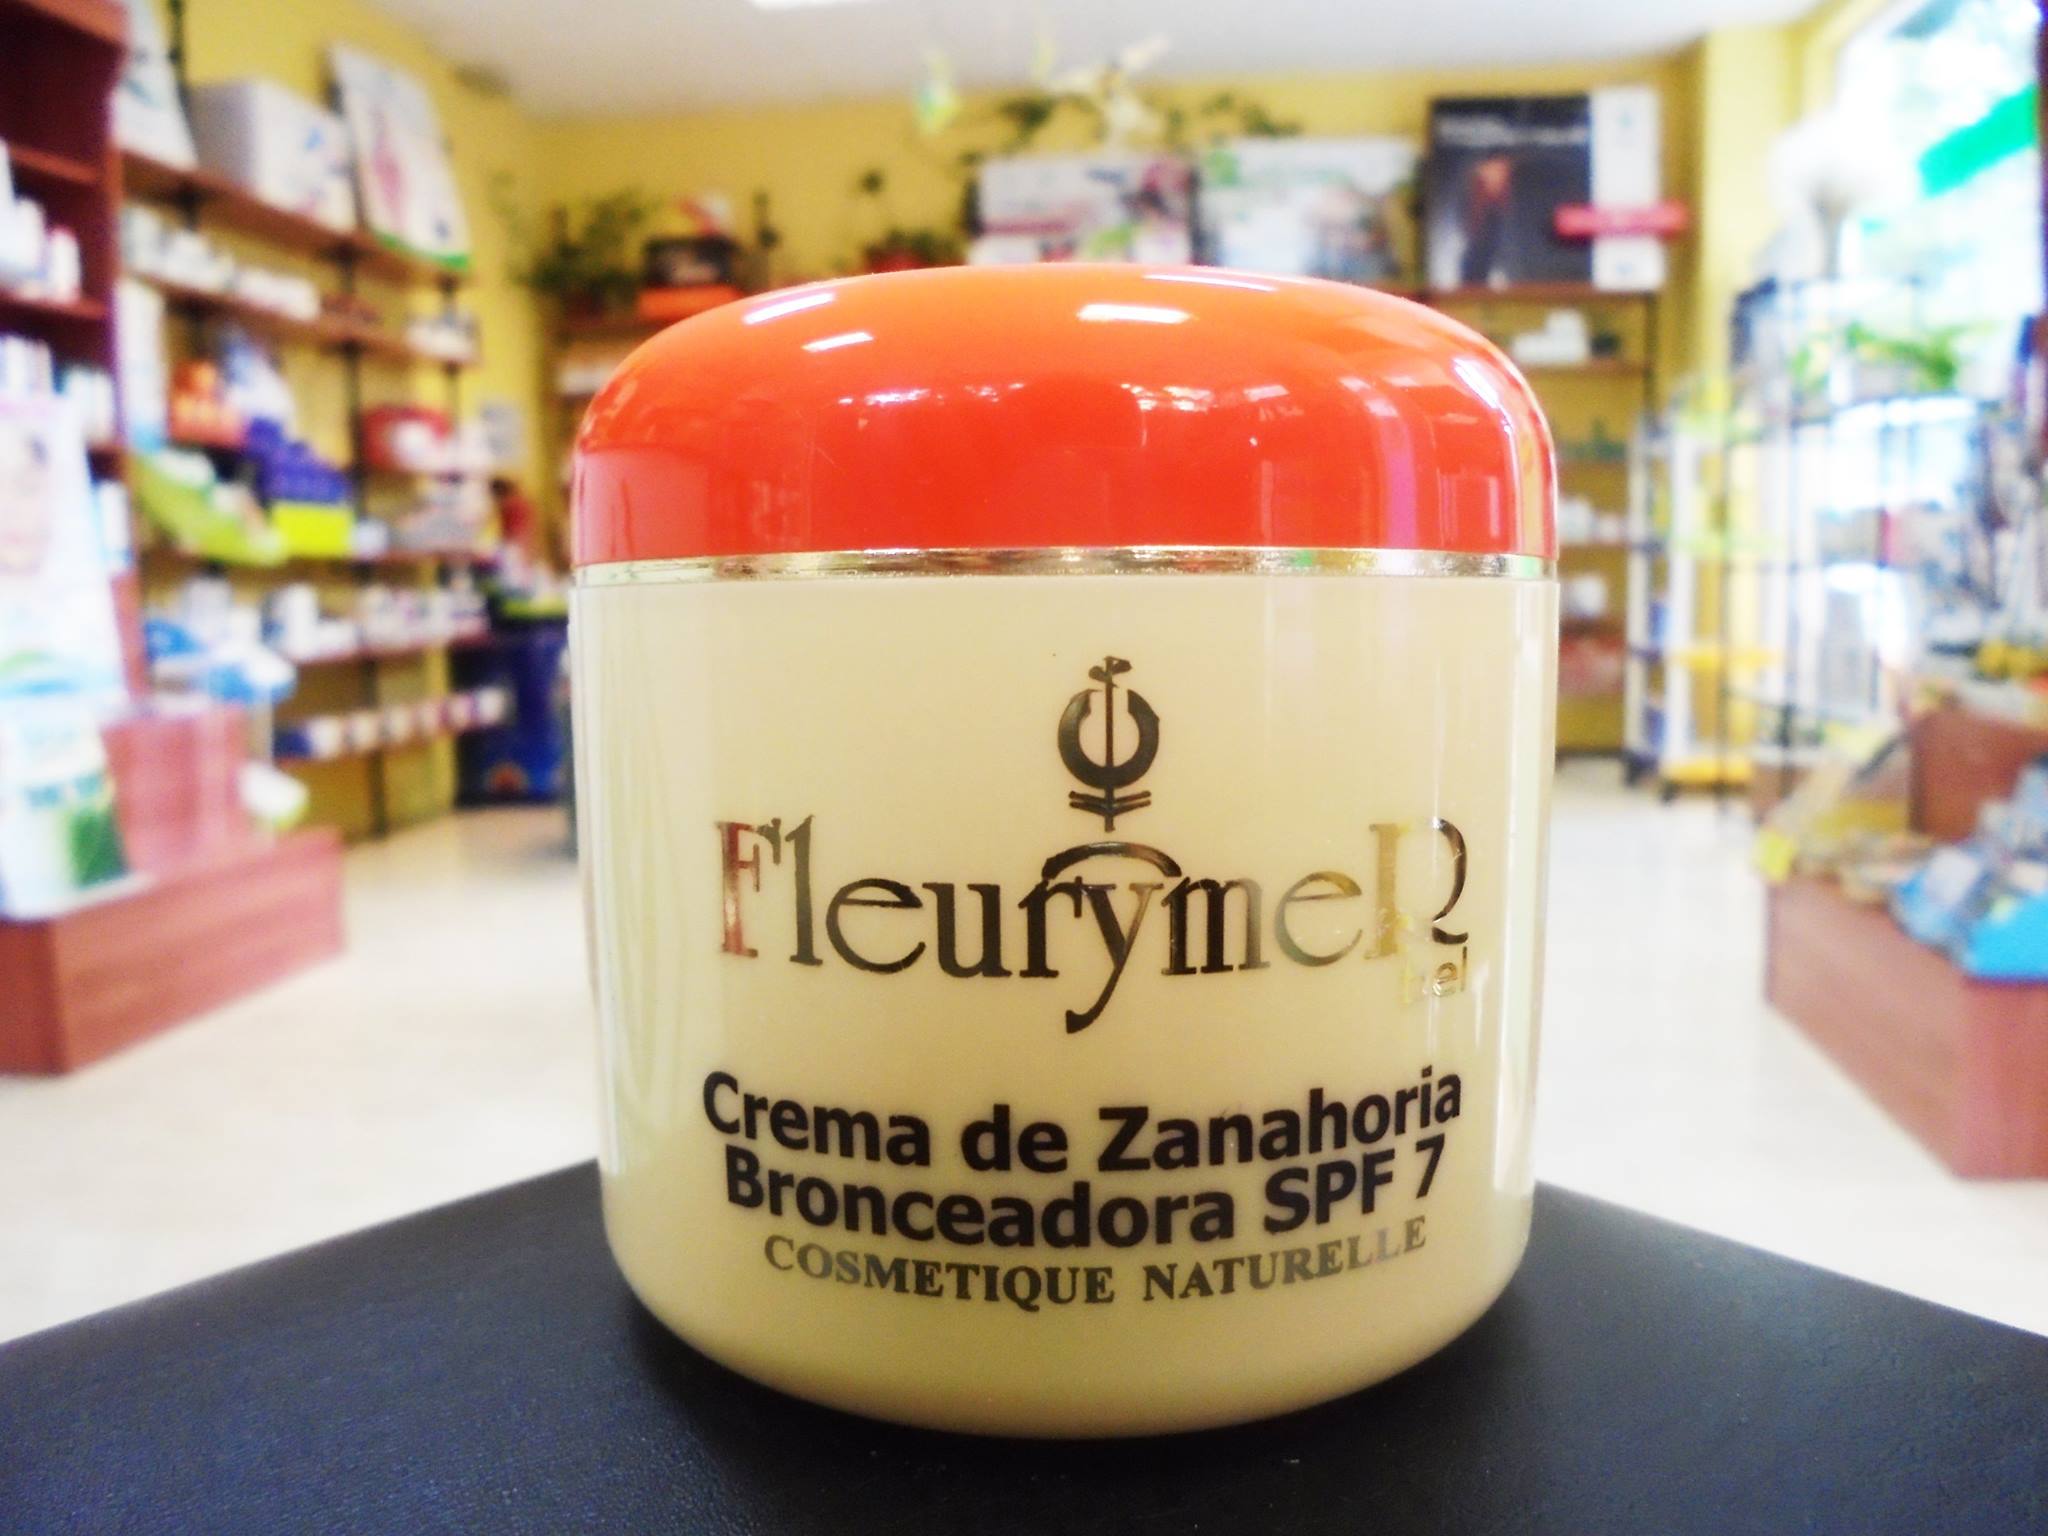 FleurymeR
bel
Crema de Zanahoria
Bronceadora SPF 7
COSMETIQUE NATURELLE